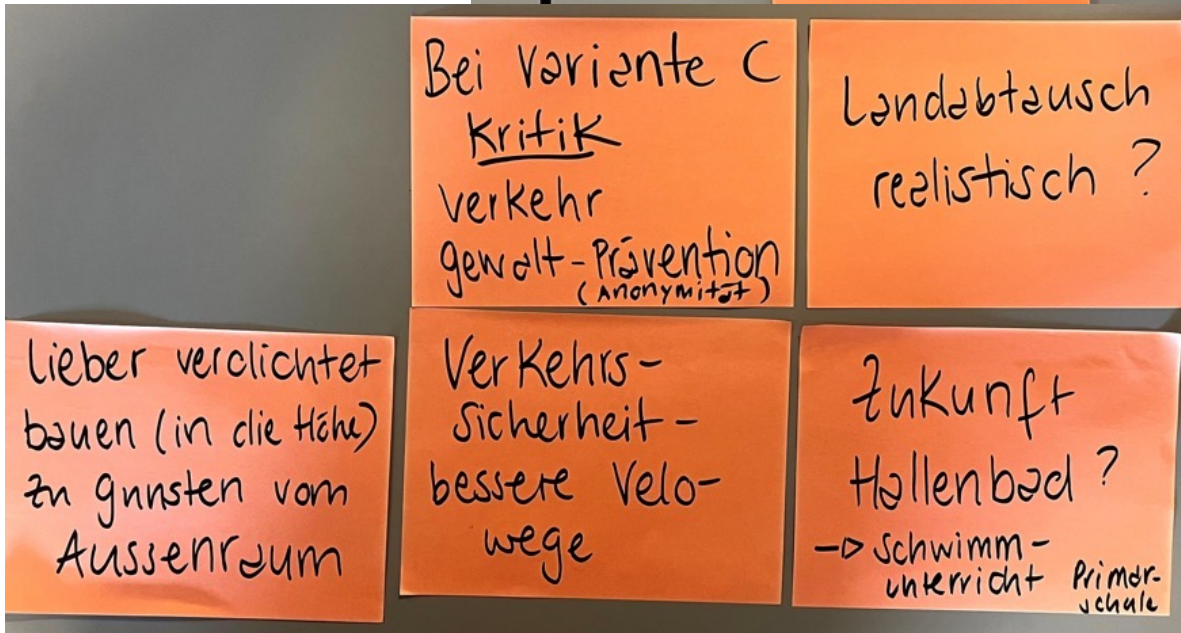 Bei Variante C
Kritik
Verkehr
gewalt-Prävention
(Anonymität)
Landabtausch
realistisch ?
lieber verdichtet
bauen (in die Höhe)
zu gunsten vom
Aussenraum
Verkehrs-
sicherheit-
bessere Velo-
wege
Zukunft
Hallenbad ?
→ schwimm-
unterricht Primar-
schule